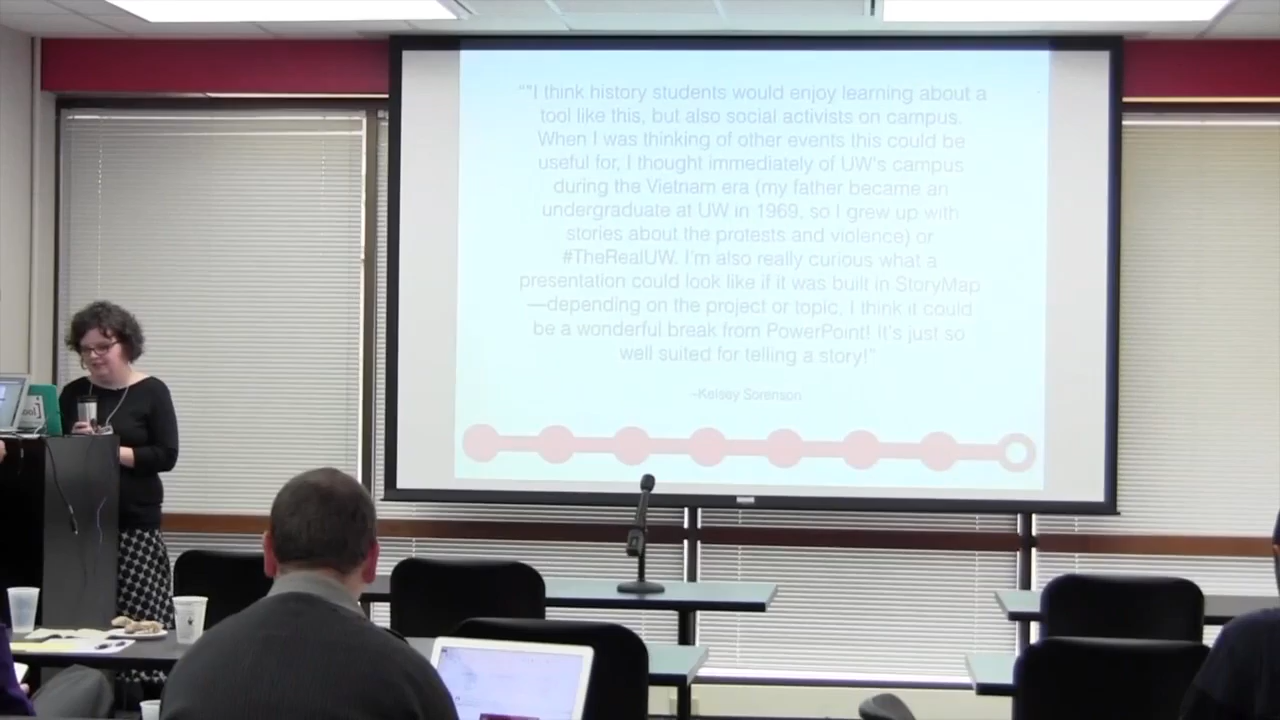 ""I think history students would enjoy learning about a
tool like this, but also social activists on campus.
When I was thinking of other events this could be
useful for, I thought immediately of UW's campus
during the Vietnam era (my father became an
undergraduate at UW in 1969, so I grew up with
stories about the protests and violence) or
#TheRealUW. I'm also really curious what a
presentation could look like if it was built in StoryMap
—depending on the project or topic, I think it could
be a wonderful break from PowerPoint! It's just so
well suited for telling a story!"
–Kelsey Sorenson